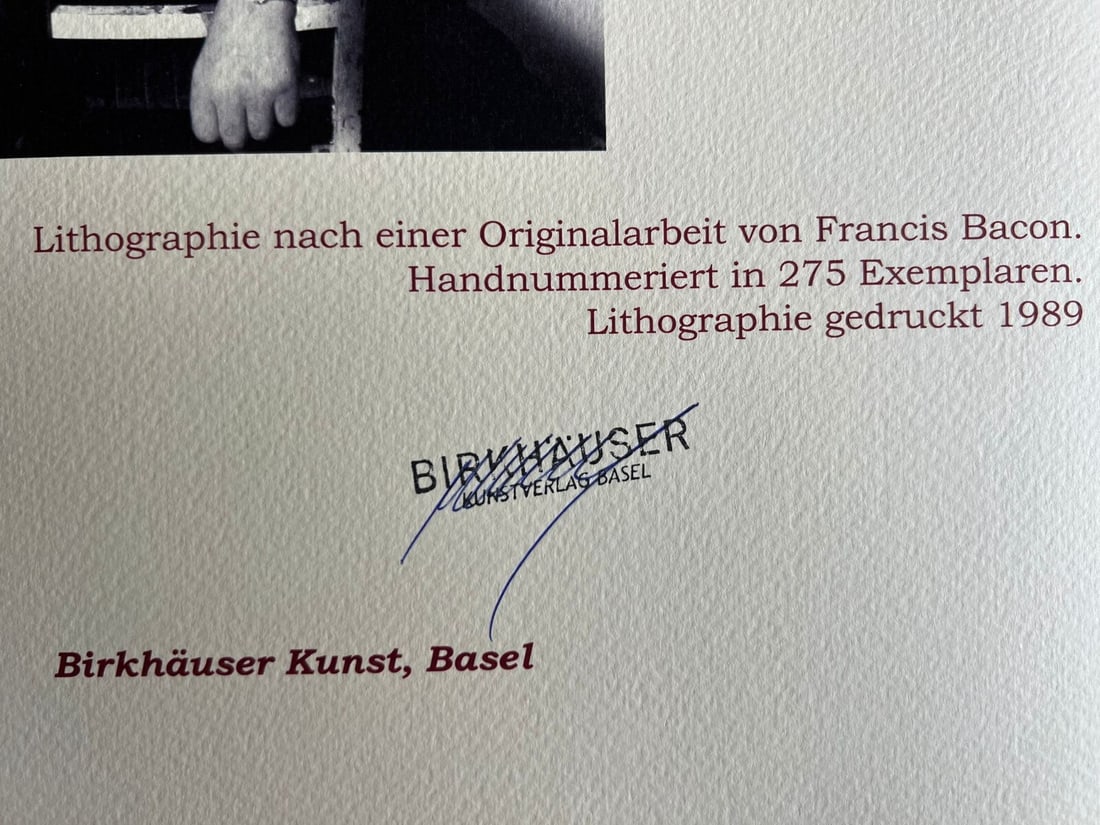 Lithographie nach einer Originalarbeit von Francis Bacon.
Handnummeriert in 275 Exemplaren.
Lithographie gedruckt 1989
BIRKHÄUSER
KUNSTVERLAG BASEL
Birkhäuser Kunst, Basel